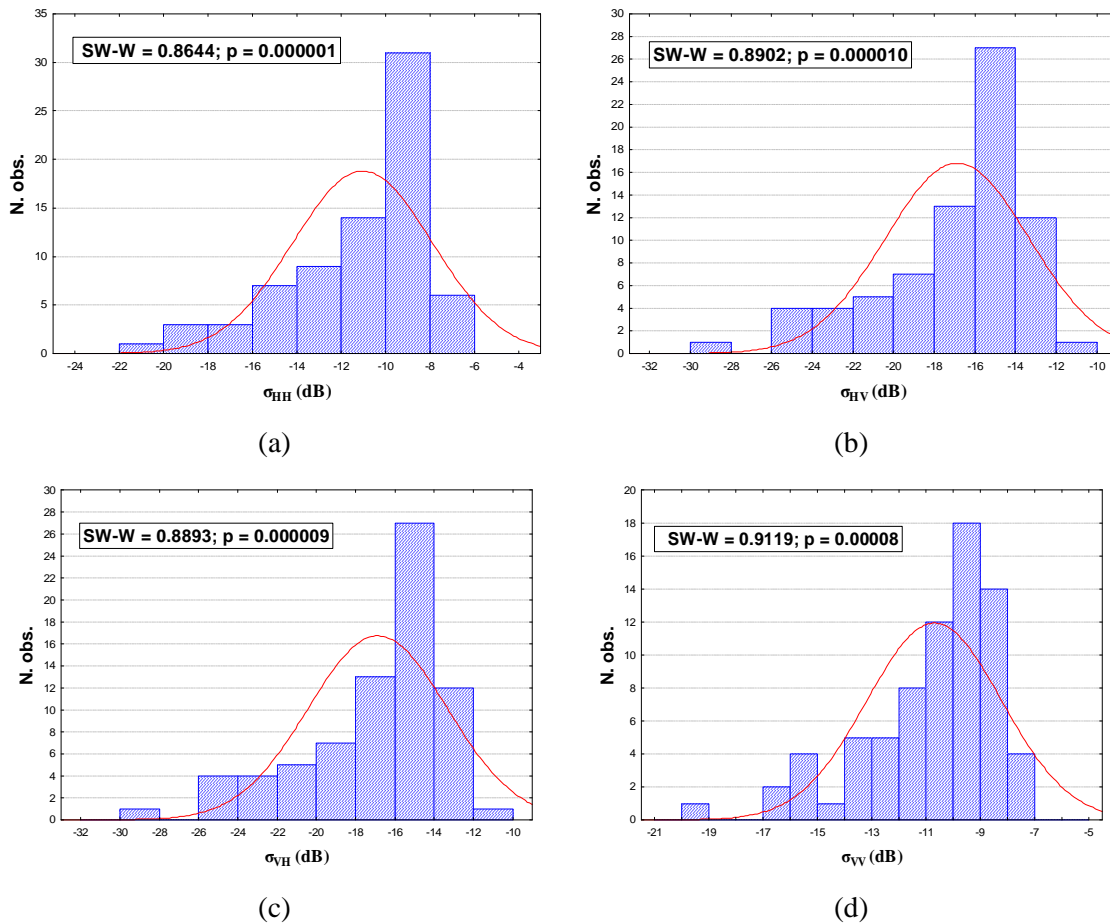 SW-W = 0.8644; p = 0.000001
35
30
25
20
15
10
5
0
N. obs.
-24 -22 -20 -18 -16 -14 -12 -10 -8 -6 -4
σHH (dB)
(a)
SW-W = 0.8902; p = 0.000010
30
28
26
24
22
20
18
16
14
12
10
8
6
4
2
0
N. obs.
-32 -30 -28 -26 -24 -22 -20 -18 -16 -14 -12 -10
σHV (dB)
(b)
SW-W = 0.8893; p = 0.000009
30
28
26
24
22
20
18
16
14
12
10
8
6
4
2
0
N. obs.
-32 -30 -28 -26 -24 -22 -20 -18 -16 -14 -12 -10
σVH (dB)
(c)
SW-W = 0.9119; p = 0.00008
20
18
16
14
12
10
8
6
4
2
0
N. obs.
-21 -19 -17 -15 -13 -11 -9 -7 -5
σVV (dB)
(d)